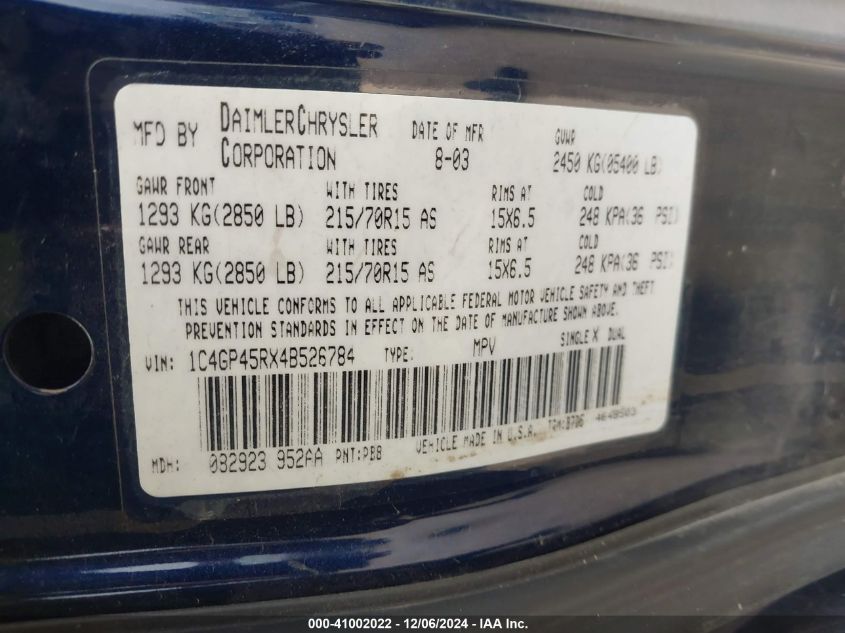 MFD BY DAIMLERCHRYSLER CORPORATION DATE OF MFR 8-03 GVWR 2450 KG(05400 LB)
GAWR FRONT WITH TIRES RIMS AT COLD
1293 KG(2850 LB) 215/70R15 AS 15X6.5 248 KPA(36 PSI)
GAWR REAR WITH TIRES RIMS AT COLD
1293 KG(2850 LB) 215/70R15 AS 15X6.5 248 KPA(36 PSI)
THIS VEHICLE CONFORMS TO ALL APPLICABLE FEDERAL MOTOR VEHICLE SAFETY AND THEFT
PREVENTION STANDARDS IN EFFECT ON THE DATE OF MANUFACTURE SHOWN ABOVE.
VIN: 1C4GP45RX4B526784 TYPE: MPV SINGLE X DUAL
MDH: 082923 952AA PNT:PB8 VEHICLE MADE IN U.S.A. TRM:B7D6 4648503
000-41002022 - 12/06/2024 - IAA Inc.